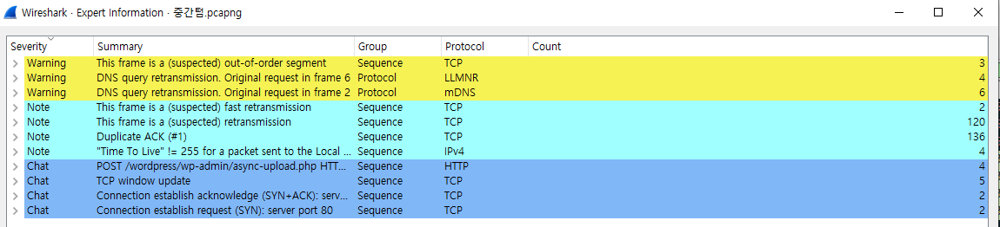 Wireshark · Expert Information · 중간텀.pcapng
Severity Summary Group Protocol Count
Warning This frame is a (suspected) out-of-order segment Sequence TCP 3
Warning DNS query retransmission. Original request in frame 6 Protocol LLMNR 4
Warning DNS query retransmission. Original request in frame 2 Protocol mDNS 6
Note This frame is a (suspected) fast retransmission Sequence TCP 2
Note This frame is a (suspected) retransmission Sequence TCP 120
Note Duplicate ACK (#1) Sequence TCP 136
Note "Time To Live" != 255 for a packet sent to the Local ... Sequence IPv4 4
Chat POST /wordpress/wp-admin/async-upload.php HTT... Sequence HTTP 4
Chat TCP window update Sequence TCP 5
Chat Connection establish acknowledge (SYN+ACK): serv... Sequence TCP 2
Chat Connection establish request (SYN): server port 80 Sequence TCP 2